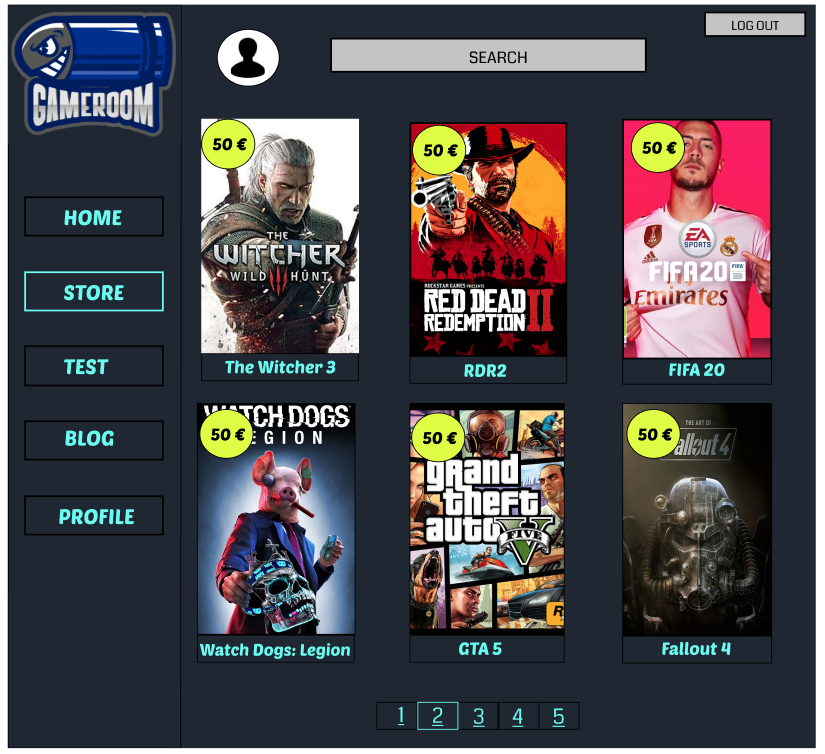 GAMEROOM
LOG OUT
SEARCH
HOME
STORE
TEST
BLOG
PROFILE
50 €
THE
WITCHER
WILD HUNT
The Witcher 3
50 €
ROCKSTAR GAMES PRESENTS
RED DEAD
REDEMPTION II
RDR2
50 €
EA
SPORTS
FIFA20
FIFA
Emirates
adidas
FIFA 20
50 €
WATCH DOGS
LEGION
Watch Dogs: Legion
50 €
grand
theft
auto
FIVE
R
GTA 5
50 €
THE ART OF
Fallout 4
Fallout 4
1 2 3 4 5